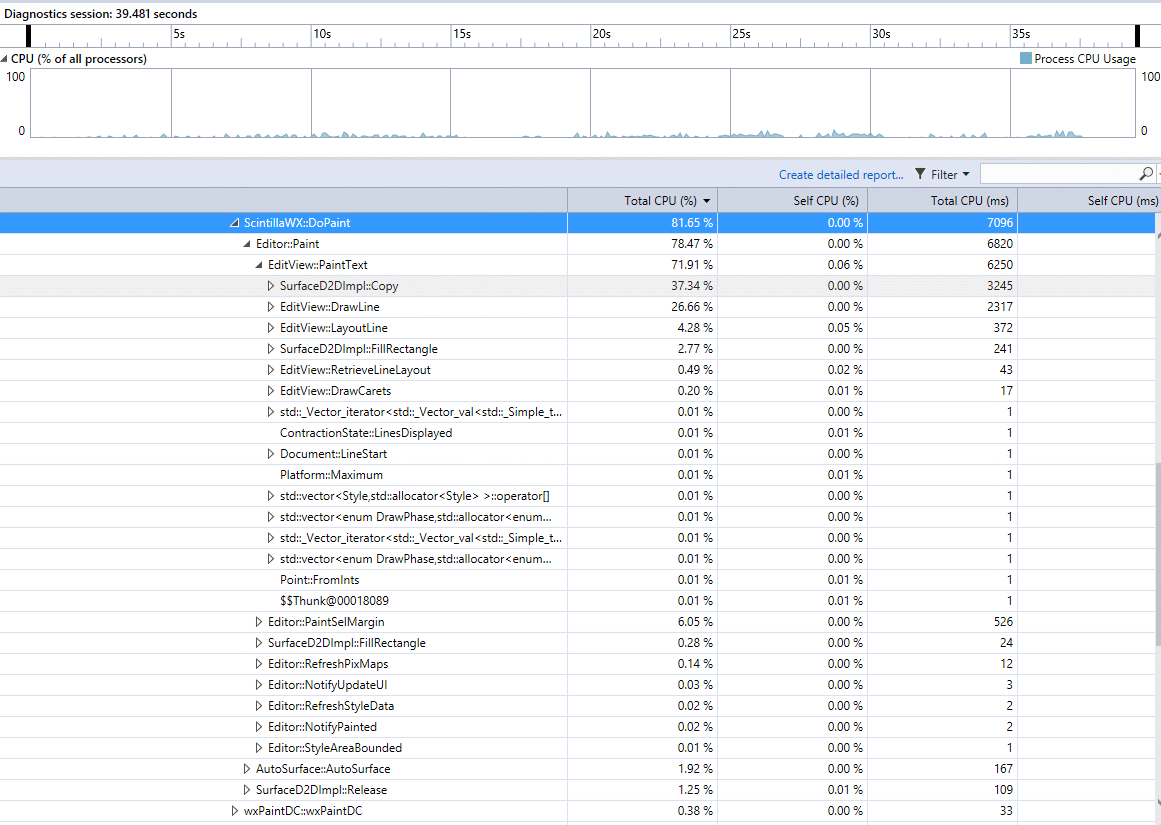 Diagnostics session: 39.481 seconds
5s 10s 15s 20s 25s 30s 35s
CPU (% of all processors) Process CPU Usage
100 100
0 0
Create detailed report... Filter
Total CPU (%) Self CPU (%) Total CPU (ms) Self CPU (ms)
ScintillaWX::DoPaint 81.65 % 0.00 % 7096
Editor::Paint 78.47 % 0.00 % 6820
EditView::PaintText 71.91 % 0.06 % 6250
SurfaceD2DImpl::Copy 37.34 % 0.00 % 3245
EditView::DrawLine 26.66 % 0.00 % 2317
EditView::LayoutLine 4.28 % 0.05 % 372
SurfaceD2DImpl::FillRectangle 2.77 % 0.00 % 241
EditView::RetrieveLineLayout 0.49 % 0.02 % 43
EditView::DrawCarets 0.20 % 0.01 % 17
std::_Vector_iterator<std::_Vector_val<std::_Simple_t... 0.01 % 0.00 % 1
ContractionState::LinesDisplayed 0.01 % 0.01 % 1
Document::LineStart 0.01 % 0.00 % 1
Platform::Maximum 0.01 % 0.01 % 1
std::vector<Style,std::allocator<Style> >::operator[] 0.01 % 0.00 % 1
std::vector<enum DrawPhase,std::allocator<enum... 0.01 % 0.00 % 1
std::_Vector_iterator<std::_Vector_val<std::_Simple_t... 0.01 % 0.00 % 1
std::vector<enum DrawPhase,std::allocator<enum... 0.01 % 0.00 % 1
Point::FromInts 0.01 % 0.01 % 1
$$Thunk@00018089 0.01 % 0.01 % 1
Editor::PaintSelMargin 6.05 % 0.00 % 526
SurfaceD2DImpl::FillRectangle 0.28 % 0.00 % 24
Editor::RefreshPixMaps 0.14 % 0.00 % 12
Editor::NotifyUpdateUI 0.03 % 0.00 % 3
Editor::RefreshStyleData 0.02 % 0.00 % 2
Editor::NotifyPainted 0.02 % 0.00 % 2
Editor::StyleAreaBounded 0.01 % 0.00 % 1
AutoSurface::AutoSurface 1.92 % 0.00 % 167
SurfaceD2DImpl::Release 1.25 % 0.01 % 109
wxPaintDC::wxPaintDC 0.38 % 0.00 % 33